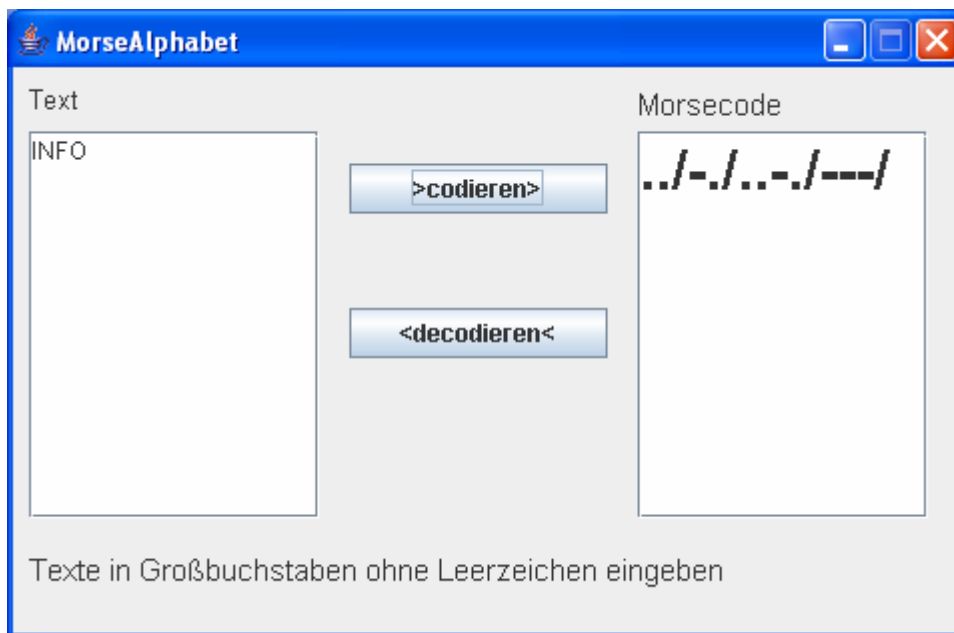 MorseAlphabet
Text
Morsecode
INFO
../-./..-./---/
>codieren>
<decodieren<
Texte in Großbuchstaben ohne Leerzeichen eingeben